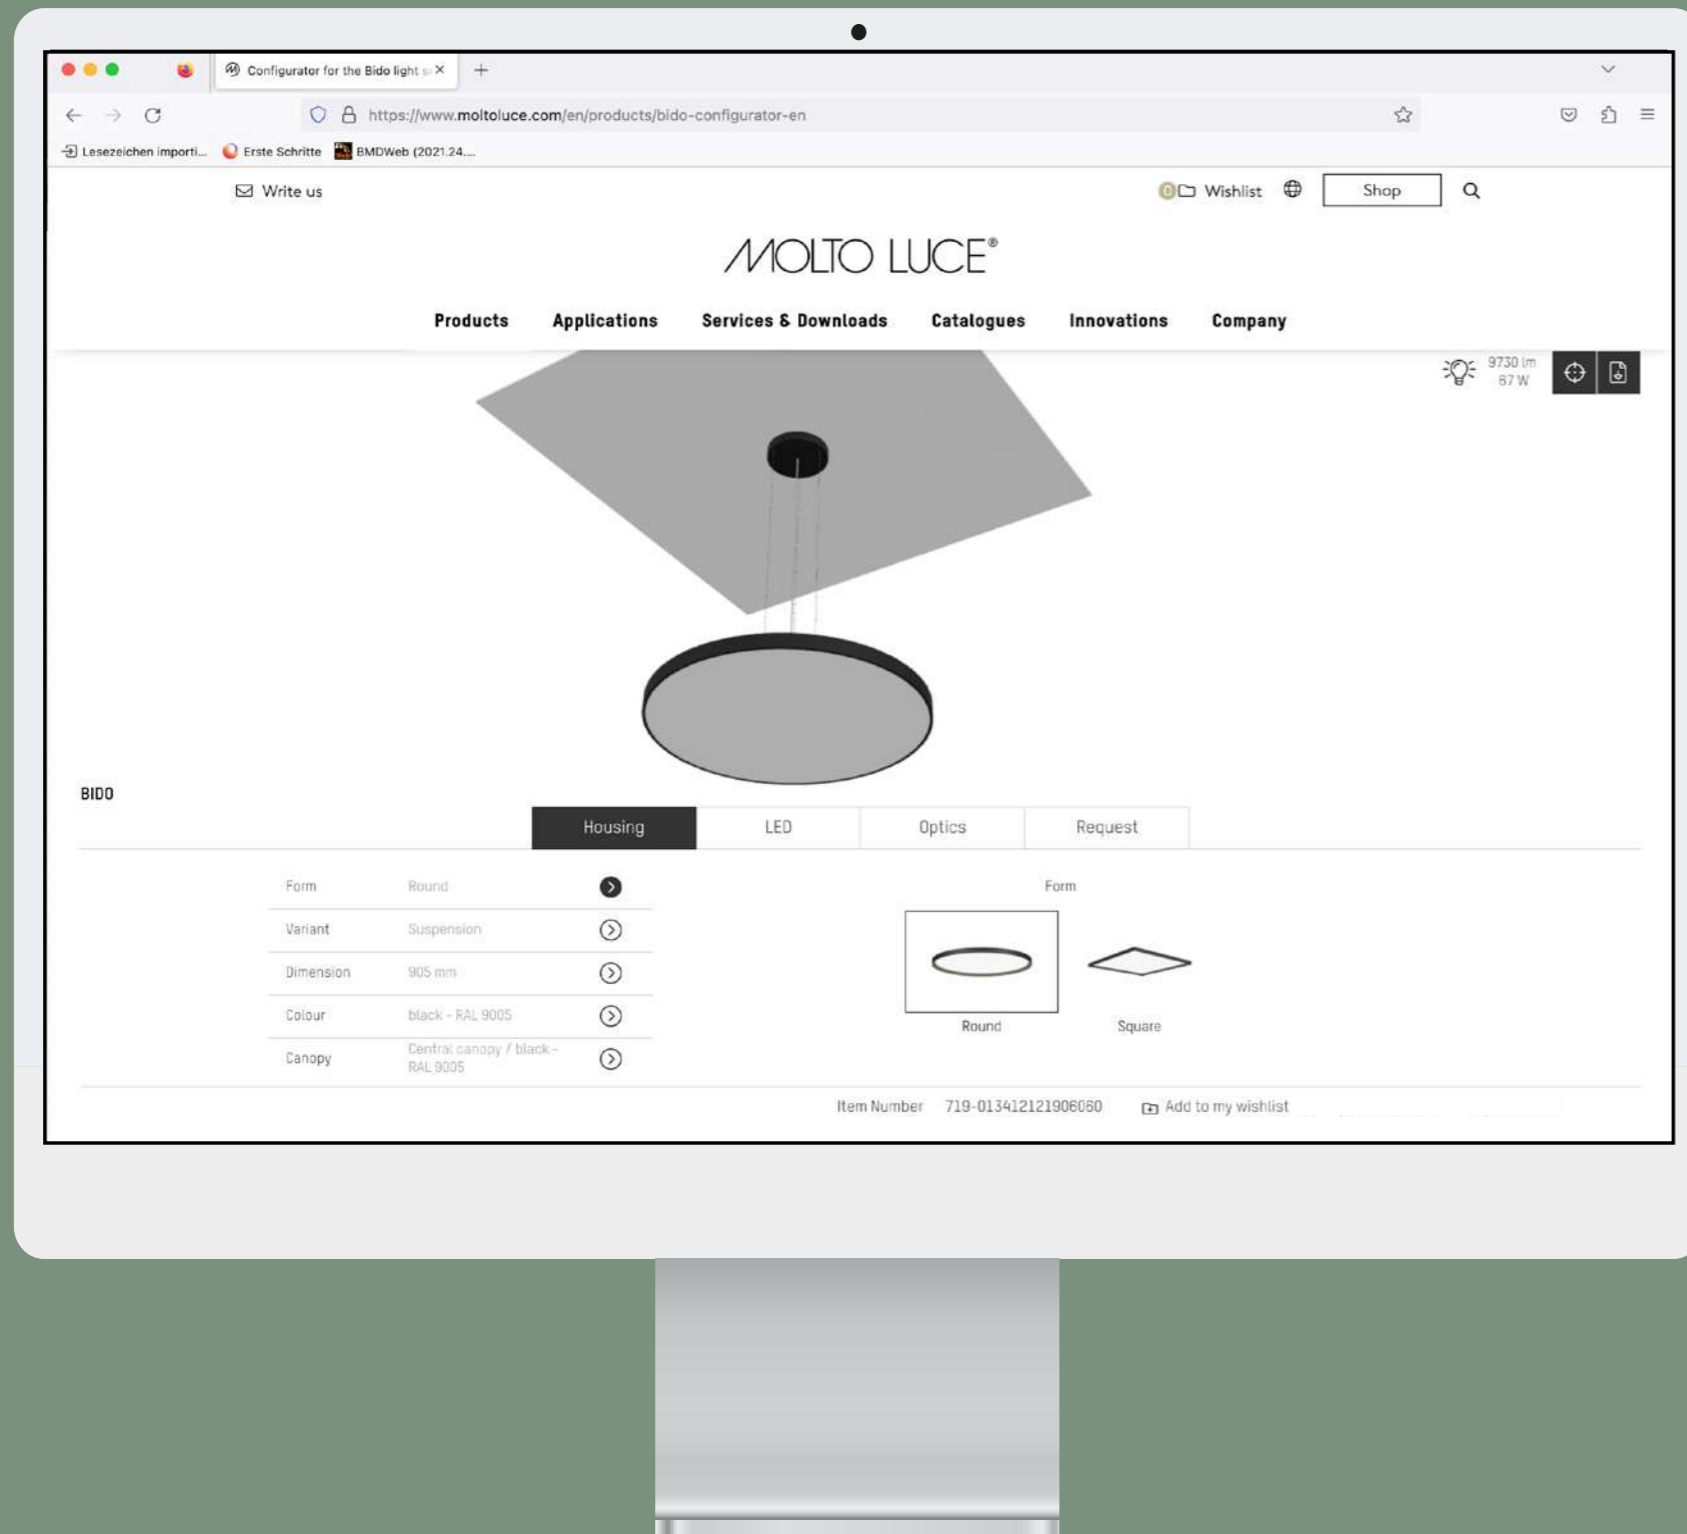 Configurator for the Bido light s
https://www.moltoluce.com/en/products/bido-configurator-en
Lesezeichen importi... Erste Schritte BMDWeb (2021.24....
Write us
0 Wishlist Shop
MOLTO LUCE®
Products Applications Services & Downloads Catalogues Innovations Company
9730 lm
87 W
BIDO
Housing LED Optics Request
Form Round
Variant Suspension
Dimension 905 mm
Colour black - RAL 9005
Canopy Central canopy / black -
RAL 9005
Form
Round Square
Item Number 719-013412121906060 Add to my wishlist